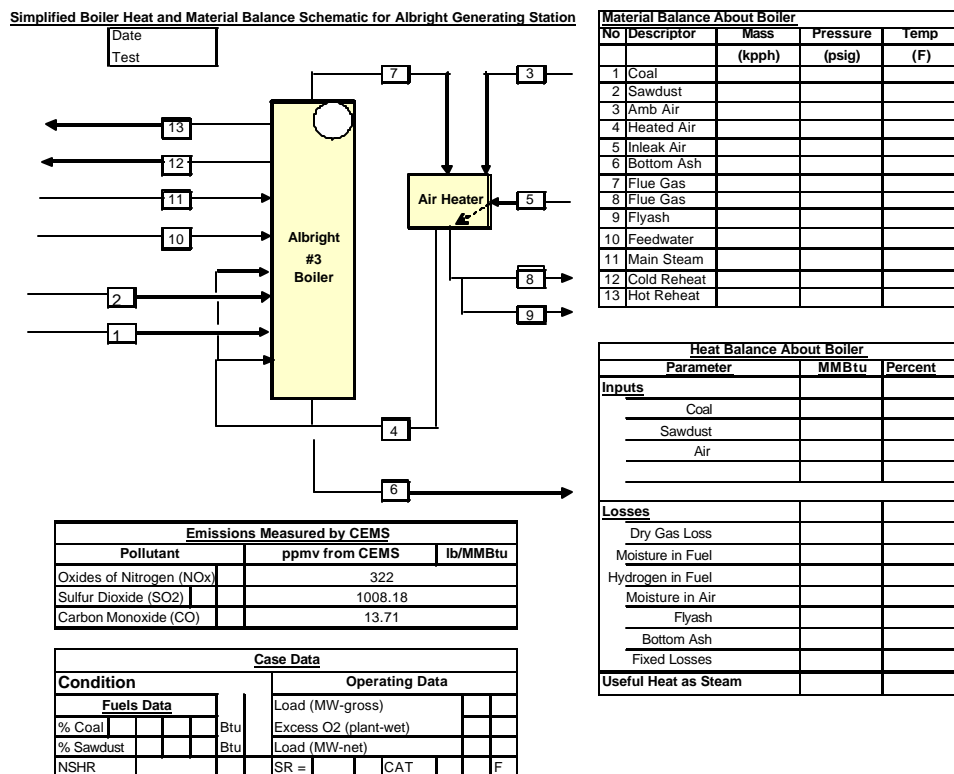 Simplified Boiler Heat and Material Balance Schematic for Albright Generating Station
Date
Test
7
3
13
12
11
Air Heater
5
10
Albright
#3
Boiler
8
2
9
1
4
6
Material Balance About Boiler
No Descriptor Mass Pressure Temp
(kpph) (psig) (F)
1 Coal
2 Sawdust
3 Amb Air
4 Heated Air
5 Inleak Air
6 Bottom Ash
7 Flue Gas
8 Flue Gas
9 Flyash
10 Feedwater
11 Main Steam
12 Cold Reheat
13 Hot Reheat
Heat Balance About Boiler
Parameter MMBtu Percent
Inputs
Coal
Sawdust
Air
Losses
Dry Gas Loss
Moisture in Fuel
Hydrogen in Fuel
Moisture in Air
Flyash
Bottom Ash
Fixed Losses
Useful Heat as Steam
Emissions Measured by CEMS
Pollutant ppmv from CEMS lb/MMBtu
Oxides of Nitrogen (NOx) 322
Sulfur Dioxide (SO2) 1008.18
Carbon Monoxide (CO) 13.71
Case Data
Condition Operating Data
Fuels Data Load (MW-gross)
% Coal Btu Excess O2 (plant-wet)
% Sawdust Btu Load (MW-net)
NSHR SR = CAT F